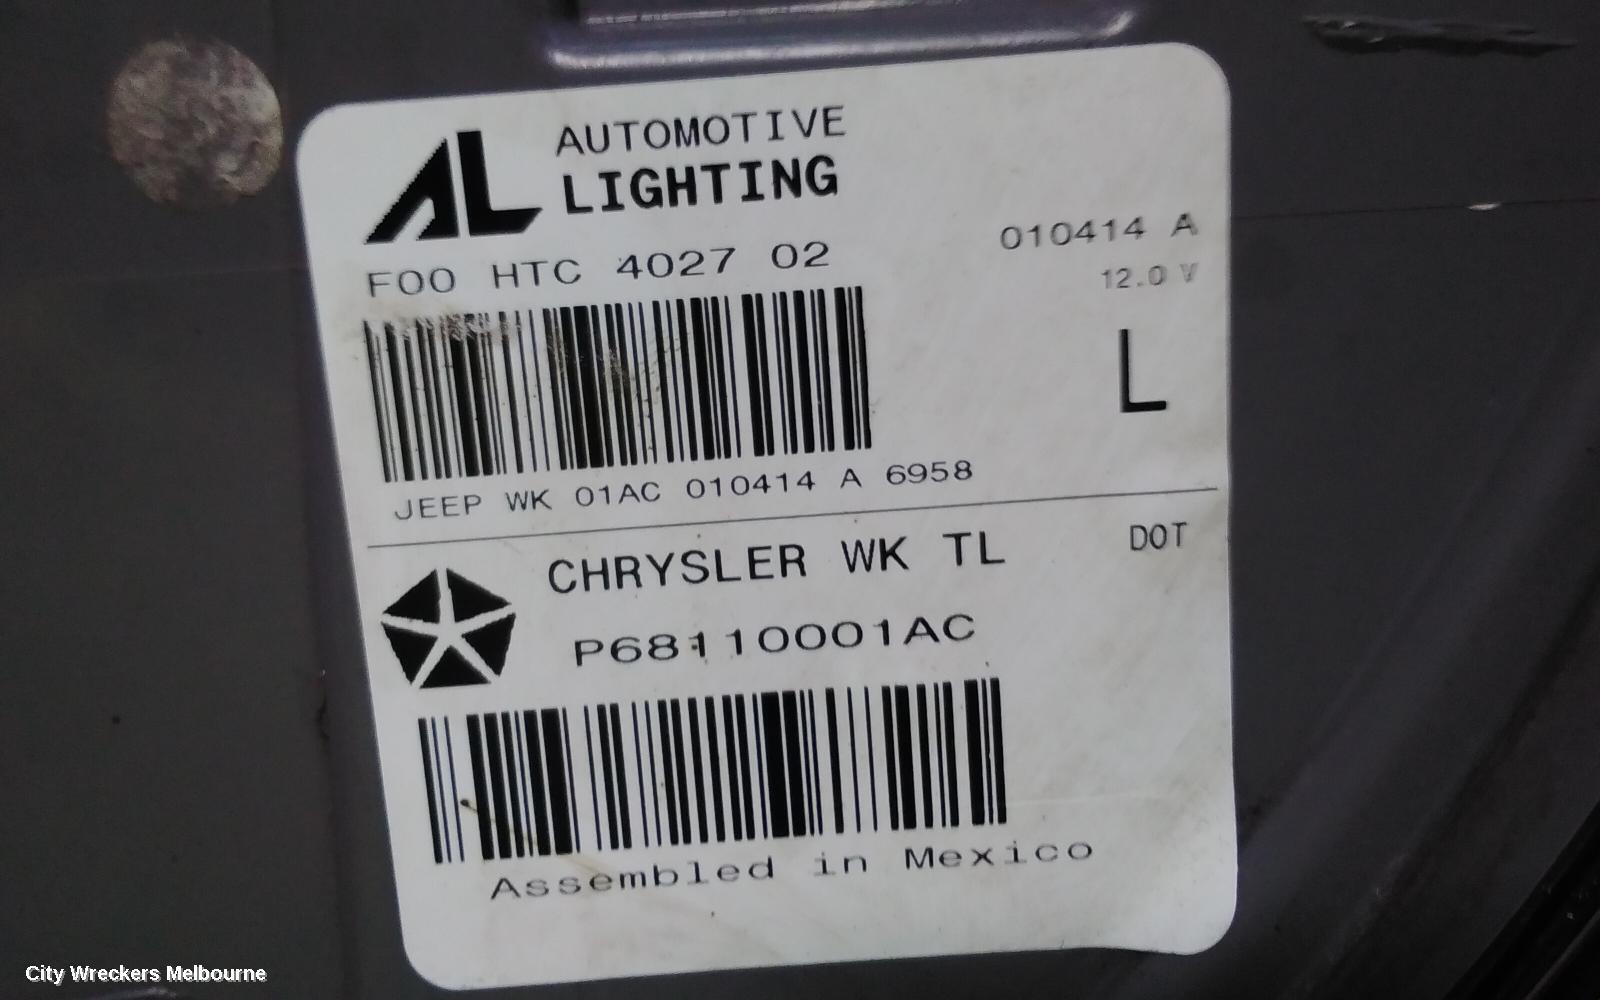 AL AUTOMOTIVE
LIGHTING
F00 HTC 4027 02
010414 A
12.0 V
L
JEEP WK 01AC 010414 A 6958
CHRYSLER WK TL
DOT
P68110001AC
Assembled in Mexico
City Wreckers Melbourne